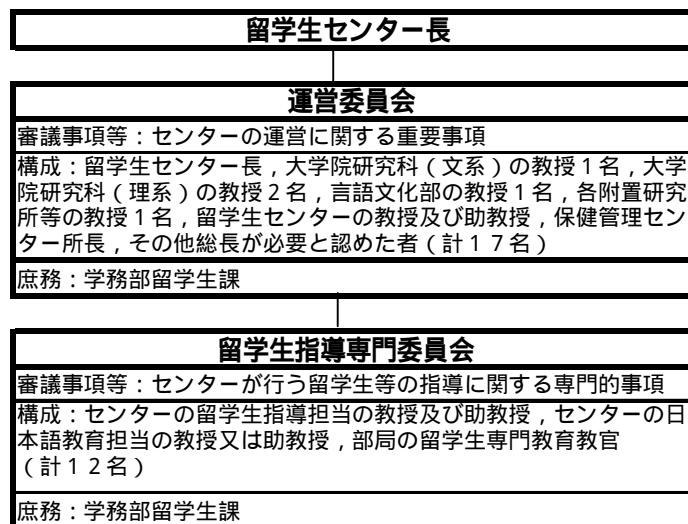 留学生センター長
運営委員会
審議事項等：センターの運営に関する重要事項
構成：留学生センター長，大学院研究科（文系）の教授１名，大学
院研究科（理系）の教授２名，言語文化部の教授１名，各附置研究
所等の教授１名，留学生センターの教授及び助教授，保健管理セン
ター所長，その他総長が必要と認めた者（計１７名）
庶務：学務部留学生課
留学生指導専門委員会
審議事項等：センターが行う留学生等の指導に関する専門的事項
構成：センターの留学生指導担当の教授及び助教授，センターの日
本語教育担当の教授又は助教授，部局の留学生専門教育教官
（計１２名）
庶務：学務部留学生課